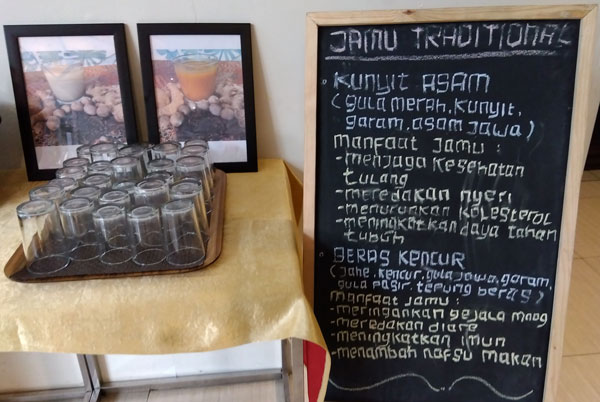 JAMU TRADITIONAL
KUNYIT ASAM
(gula merah, kunyit,
garam, asam jawa)
manfaat jamu :
-menjaga kesehatan
tulang
-meredakan nyeri
-menurunkan kolesterol
-meningkatkan daya tahan
tubuh
BERAS KENCUR
(jahe, kencur, gula jawa, garam,
gula pasir, tepung beras)
manfaat jamu :
-meringankan gejala maag
-meredakan diare
-meningkatkan imun
-menambah nafsu makan